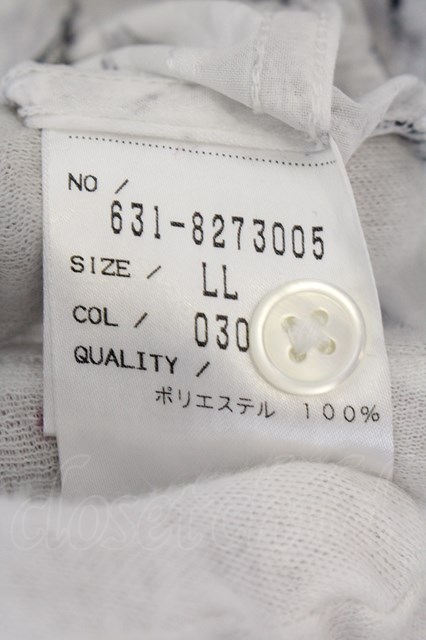 NO /
631-8273005
SIZE / LL
COL / 030
QUALITY /
ポリエステル 100%